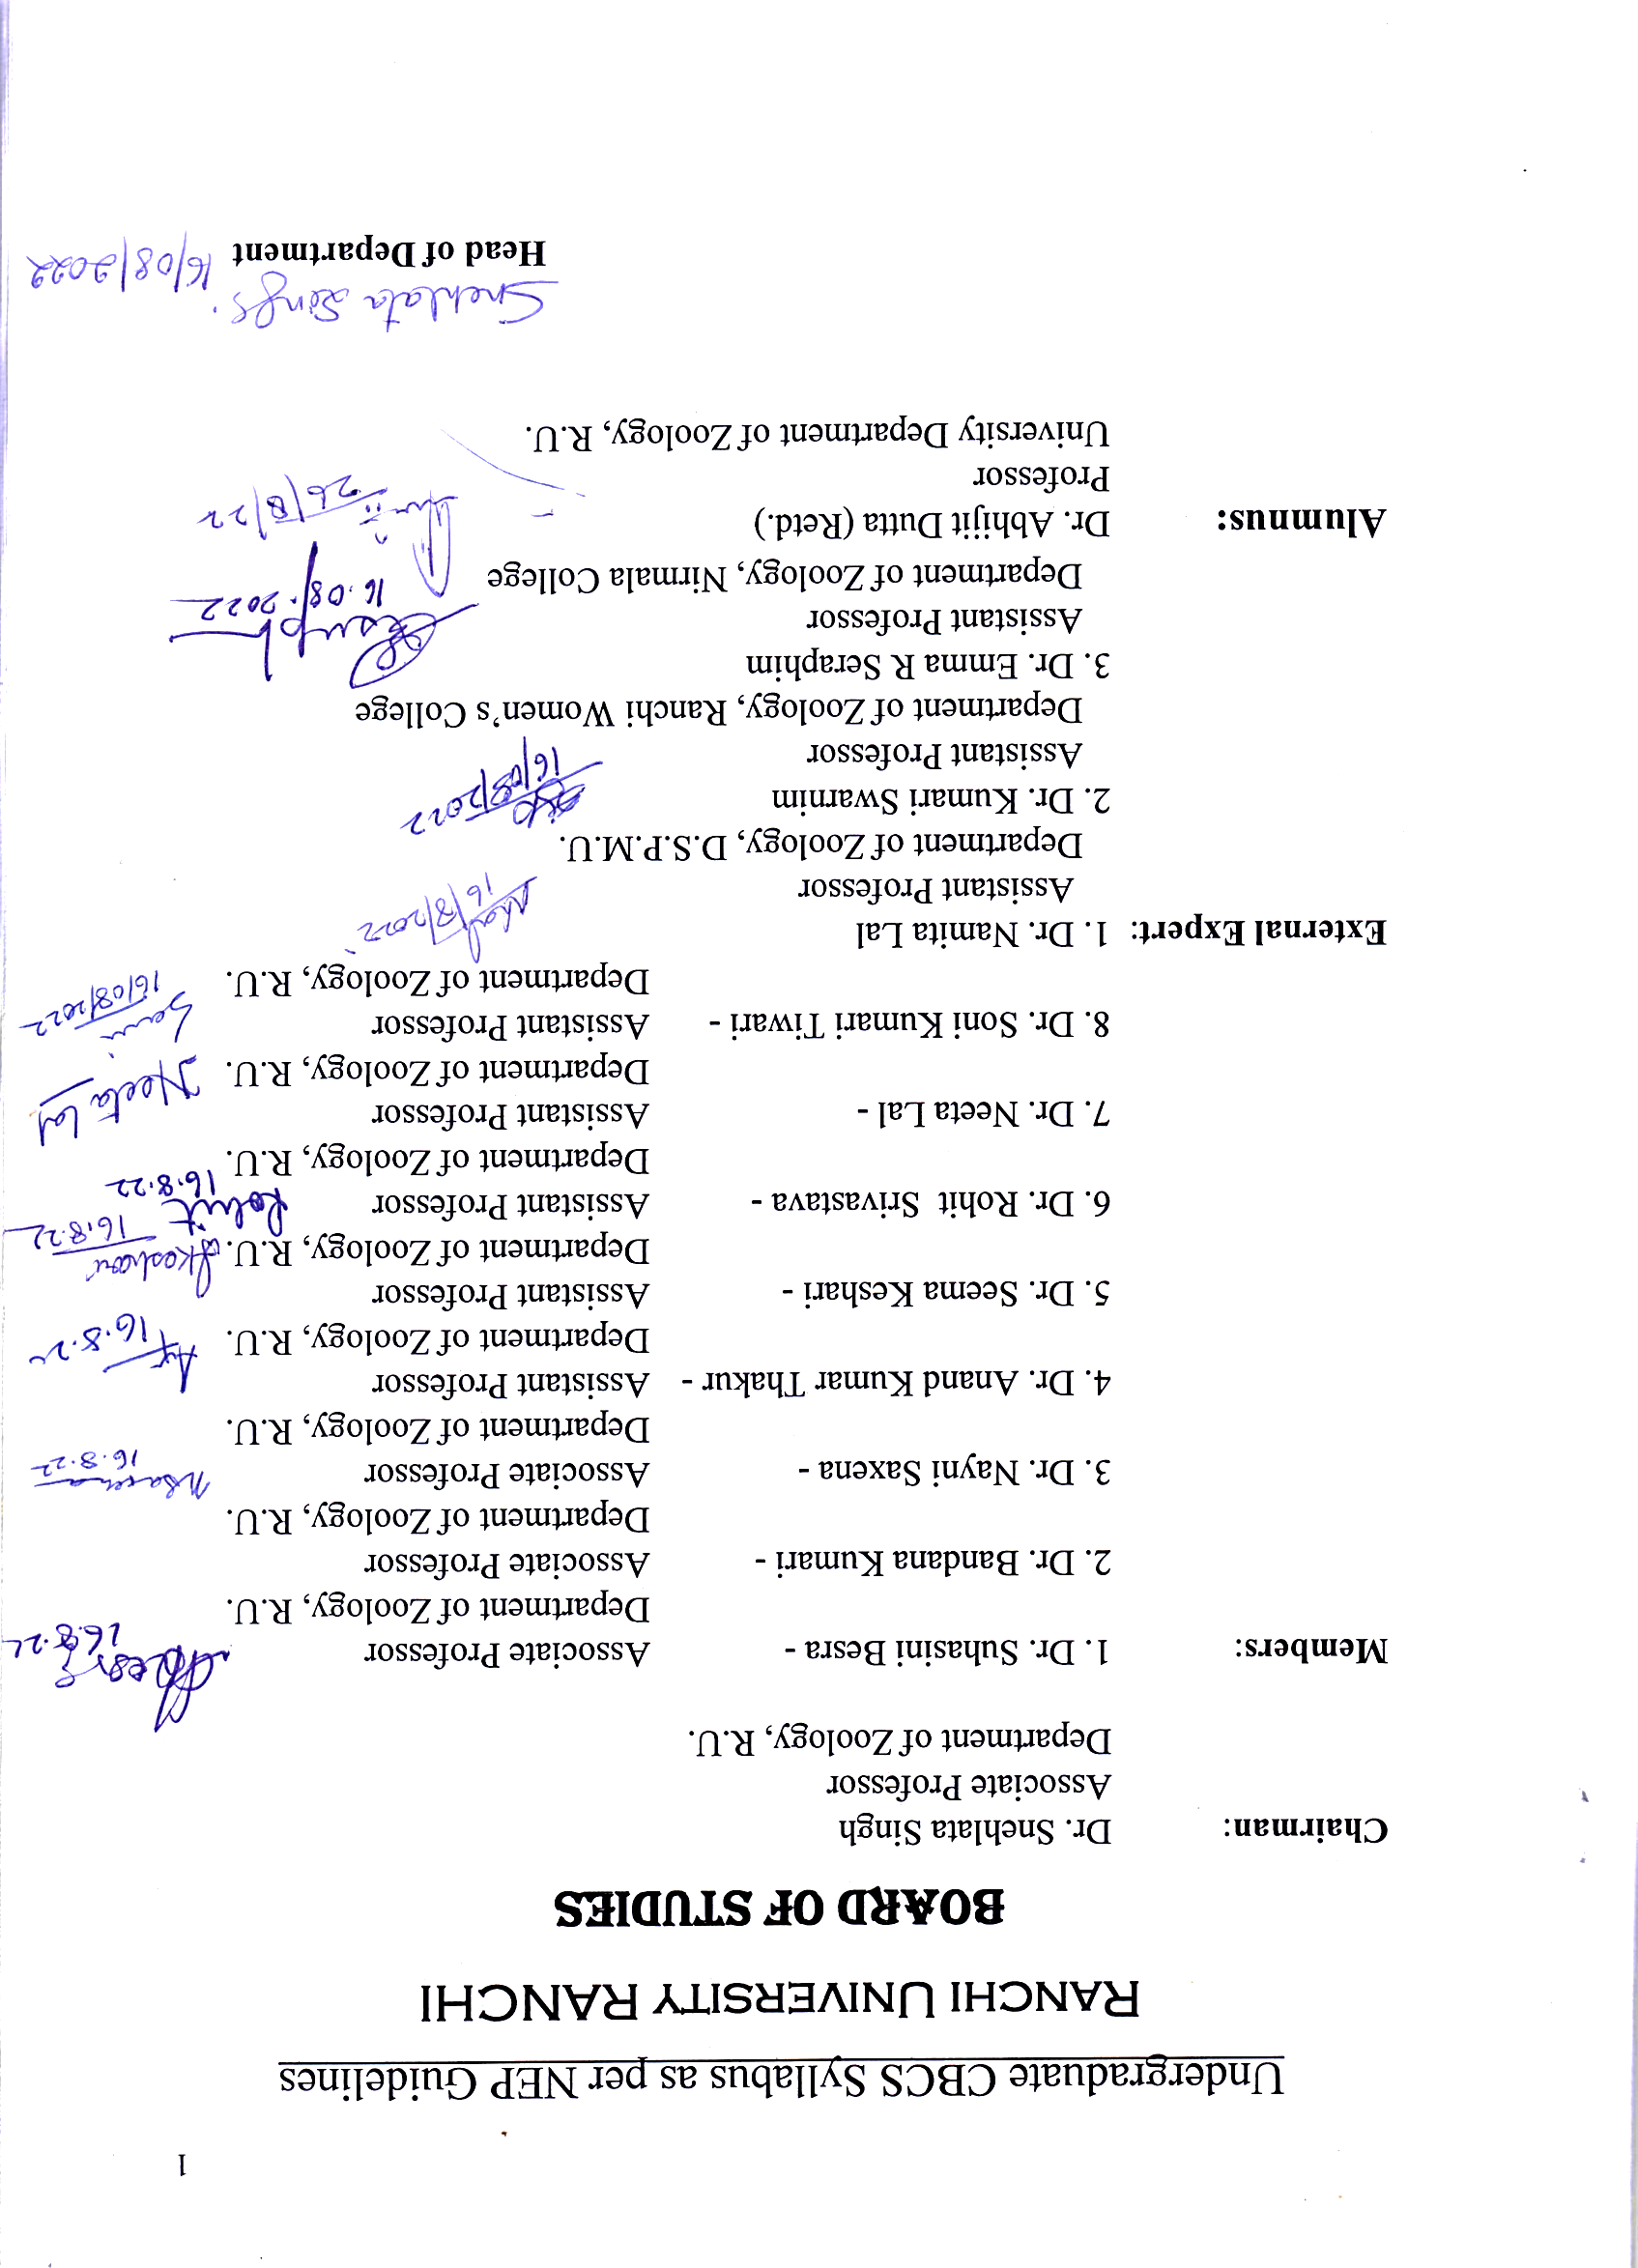 1
Undergraduate CBCS Syllabus as per NEP Guidelines
RANCHI UNIVERSITY RANCHI
BOARD OF STUDIES
Chairman: Dr. Snehlata Singh
Associate Professor
Department of Zoology, R.U.
Members: 1. Dr. Suhasini Besra - Associate Professor
16.8.22
Department of Zoology, R.U.
2. Dr. Bandana Kumari - Associate Professor
Department of Zoology, R.U.
3. Dr. Nayni Saxena - Associate Professor NSaxena
16.8.22
Department of Zoology, R.U.
4. Dr. Anand Kumar Thakur - Assistant Professor
Department of Zoology, R.U. 16.8.22
5. Dr. Seema Keshari - Assistant Professor
Department of Zoology, R.U. SKeshari 16.8.22
6. Dr. Rohit Srivastava - Assistant Professor Rohit
16.8.22
Department of Zoology, R.U.
7. Dr. Neeta Lal - Assistant Professor Neeta Lal
Department of Zoology, R.U.
8. Dr. Soni Kumari Tiwari - Assistant Professor Soni
Department of Zoology, R.U. 16/08/2022
External Expert: 1. Dr. Namita Lal
16/8/2022
Assistant Professor
Department of Zoology, D.S.P.M.U.
2. Dr. Kumari Swarnim
16/08/2022
Assistant Professor
Department of Zoology, Ranchi Women's College
3. Dr. Emma R Seraphim
Assistant Professor
16.08.2022
Department of Zoology, Nirmala College
Alumnus: Dr. Abhijit Dutta (Retd.)
26/8/22
Professor
University Department of Zoology, R.U.
Snehlata Singh
Head of Department 16/08/2022